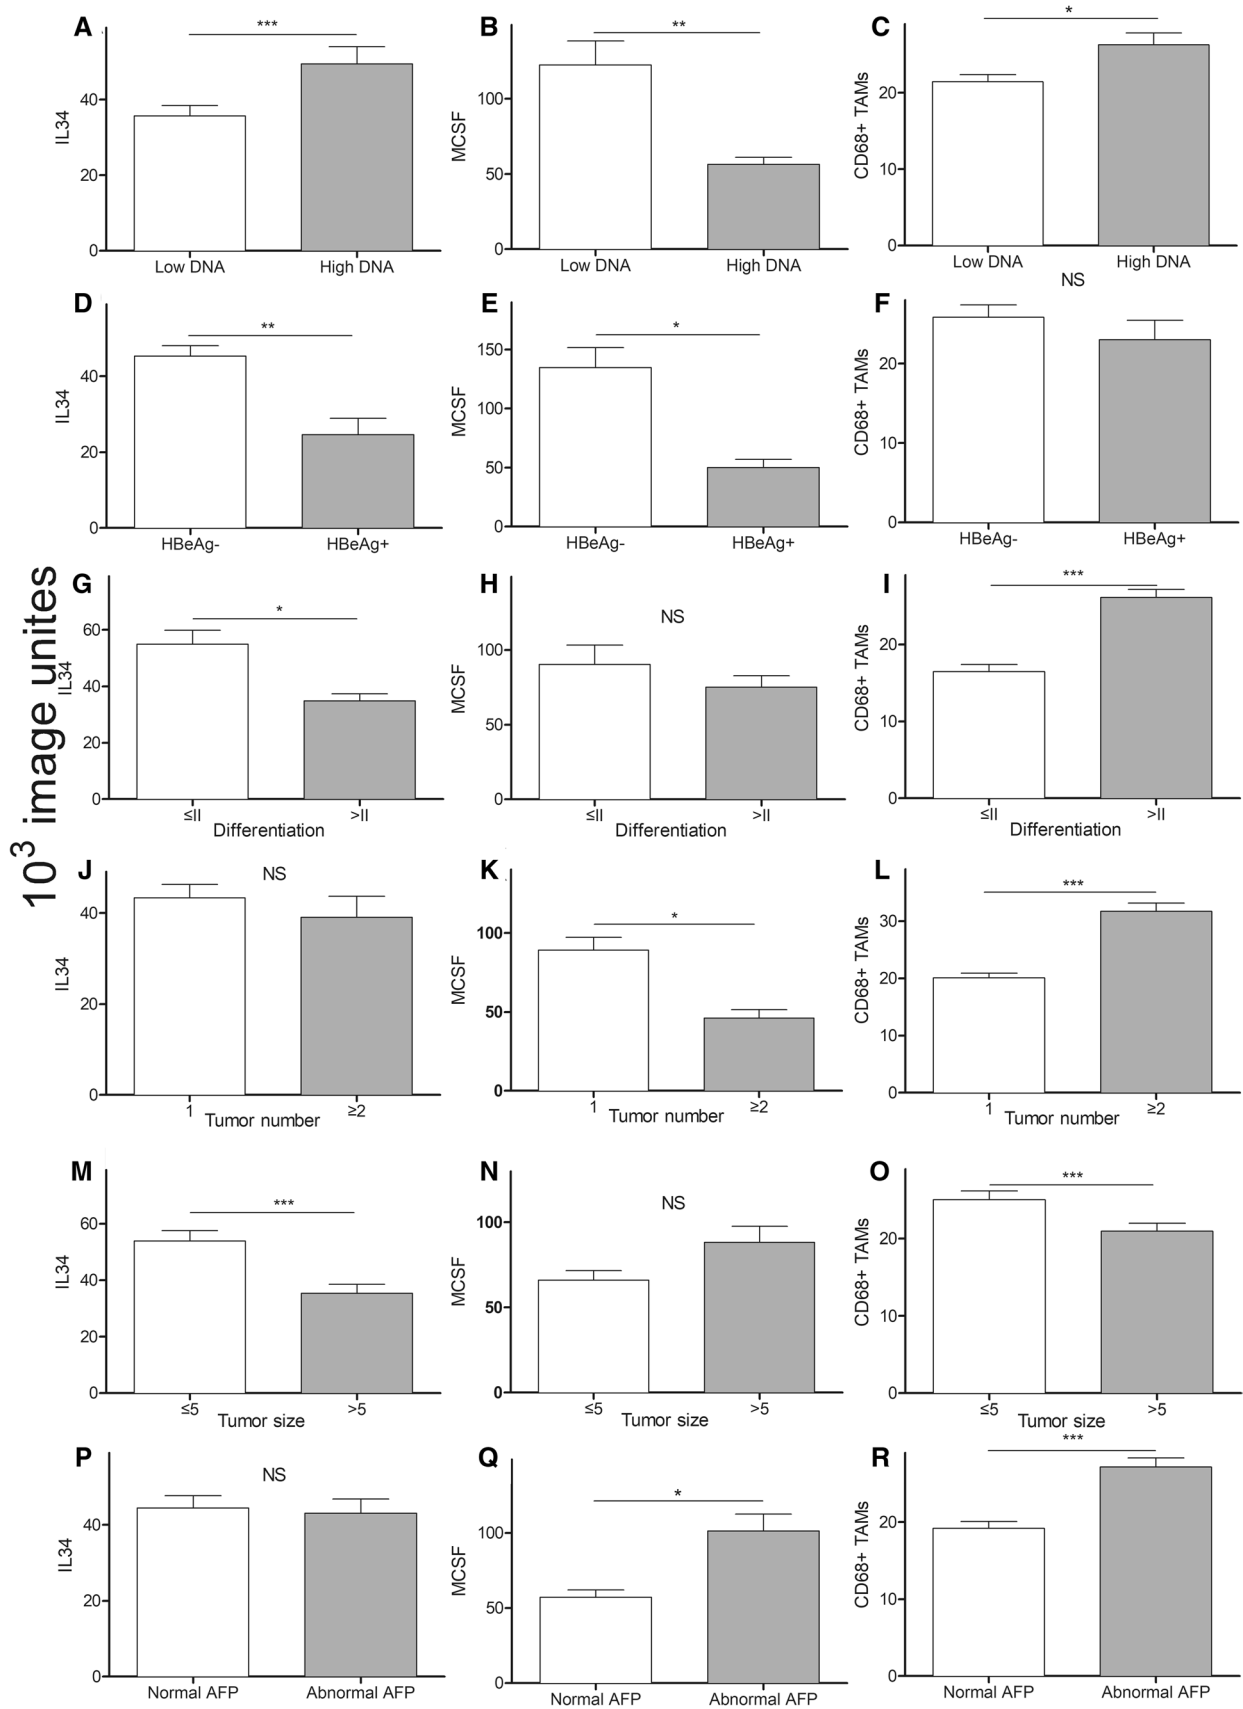 10³ image unites
A
***
IL34
40
20
0
Low DNA High DNA
B
**
MCSF
100
50
0
Low DNA High DNA
C
*
CD68+ TAMs
20
10
0
Low DNA High DNA
D
**
IL34
40
20
0
HBeAg- HBeAg+
E
*
MCSF
150
100
50
0
HBeAg- HBeAg+
F
NS
CD68+ TAMs
20
10
0
HBeAg- HBeAg+
G
*
IL34
60
40
20
0
≤II >II
Differentiation
H
NS
MCSF
100
50
0
≤II >II
Differentiation
I
***
CD68+ TAMs
20
10
0
≤II >II
Differentiation
J
NS
IL34
40
20
0
1 ≥2
Tumor number
K
*
MCSF
100
50
0
1 ≥2
Tumor number
L
***
CD68+ TAMs
30
20
10
0
1 ≥2
Tumor number
M
***
IL34
60
40
20
0
≤5 >5
Tumor size
N
NS
MCSF
100
50
0
≤5 >5
Tumor size
O
***
CD68+ TAMs
20
10
0
≤5 >5
Tumor size
P
NS
IL34
40
20
0
Normal AFP Abnormal AFP
Q
*
MCSF
100
50
0
Normal AFP Abnormal AFP
R
***
CD68+ TAMs
20
10
0
Normal AFP Abnormal AFP